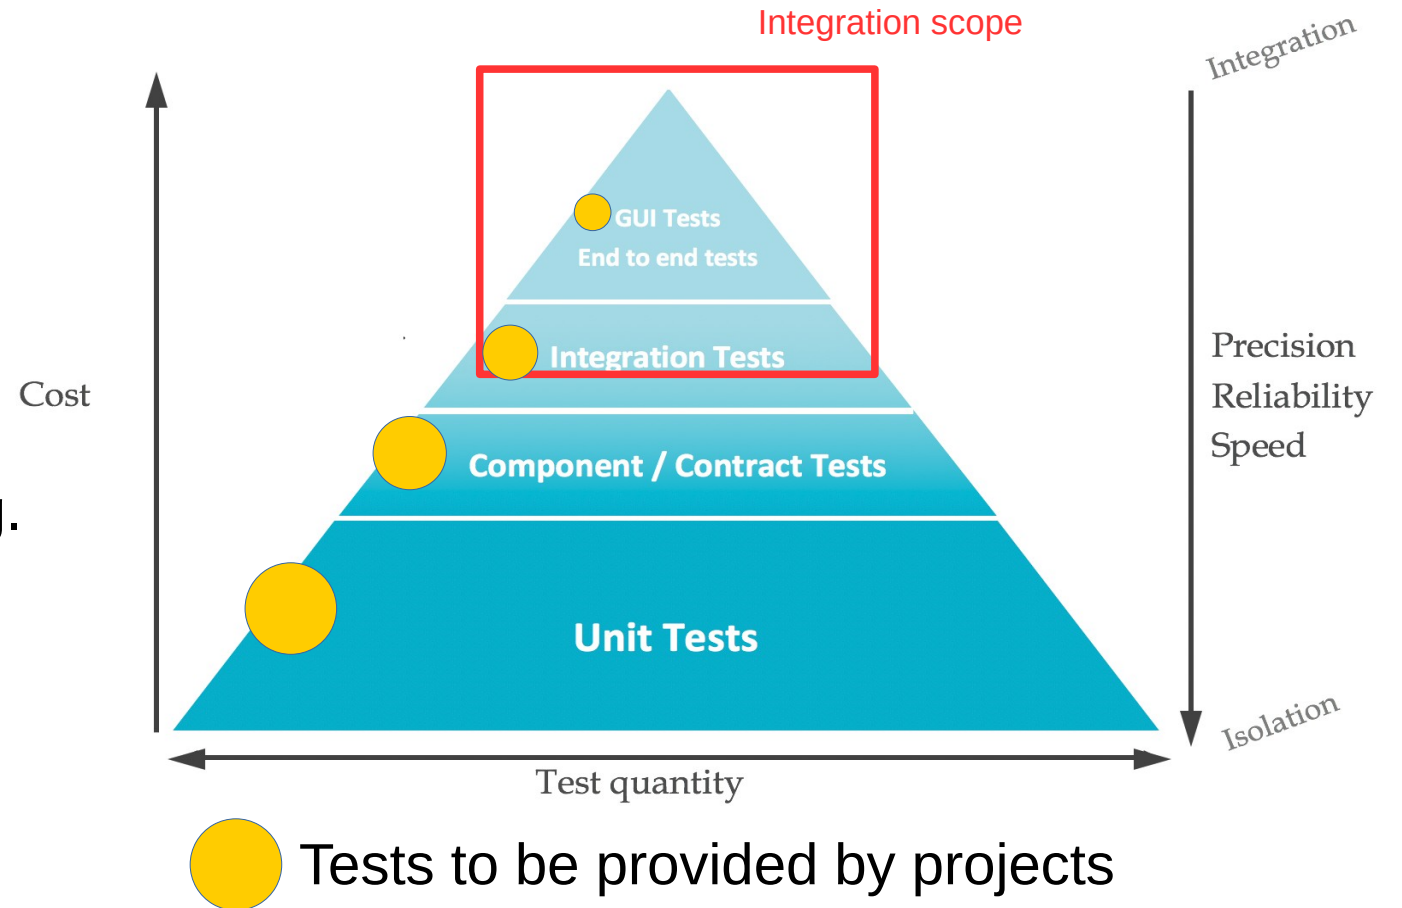 Integration scope
Integration
GUI Tests
End to end tests
Integration Tests
Precision
Reliability
Speed
Cost
Component / Contract Tests
Unit Tests
Isolation
Test quantity
Tests to be provided by projects